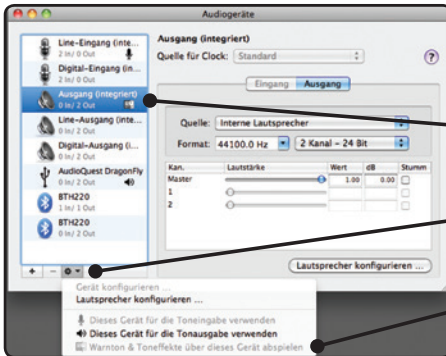 Audiogeräte
Line-Eingang (inte...
2 In/ 0 Out
Digital-Eingang (in...
2 In/ 0 Out
Ausgang (integriert)
0 In/ 2 Out
Line-Ausgang (inte...
0 In/ 2 Out
Digital-Ausgang (i...
0 In/ 2 Out
AudioQuest DragonFly
0 In/ 2 Out
BTH220
1 In/ 1 Out
BTH220
0 In/ 2 Out
+ −
Ausgang (integriert)
Quelle für Clock: Standard ?
Eingang Ausgang
Quelle: Interne Lautsprecher
Format: 44100.0 Hz 2 Kanal – 24 Bit
Kan. Lautstärke Wert dB Stumm
Master 1.00 0.00
1
2
Lautsprecher konfigurieren ...
Gerät konfigurieren ...
Lautsprecher konfigurieren ...
Dieses Gerät für die Toneingabe verwenden
Dieses Gerät für die Tonausgabe verwenden
Warnton & Toneffekte über dieses Gerät abspielen